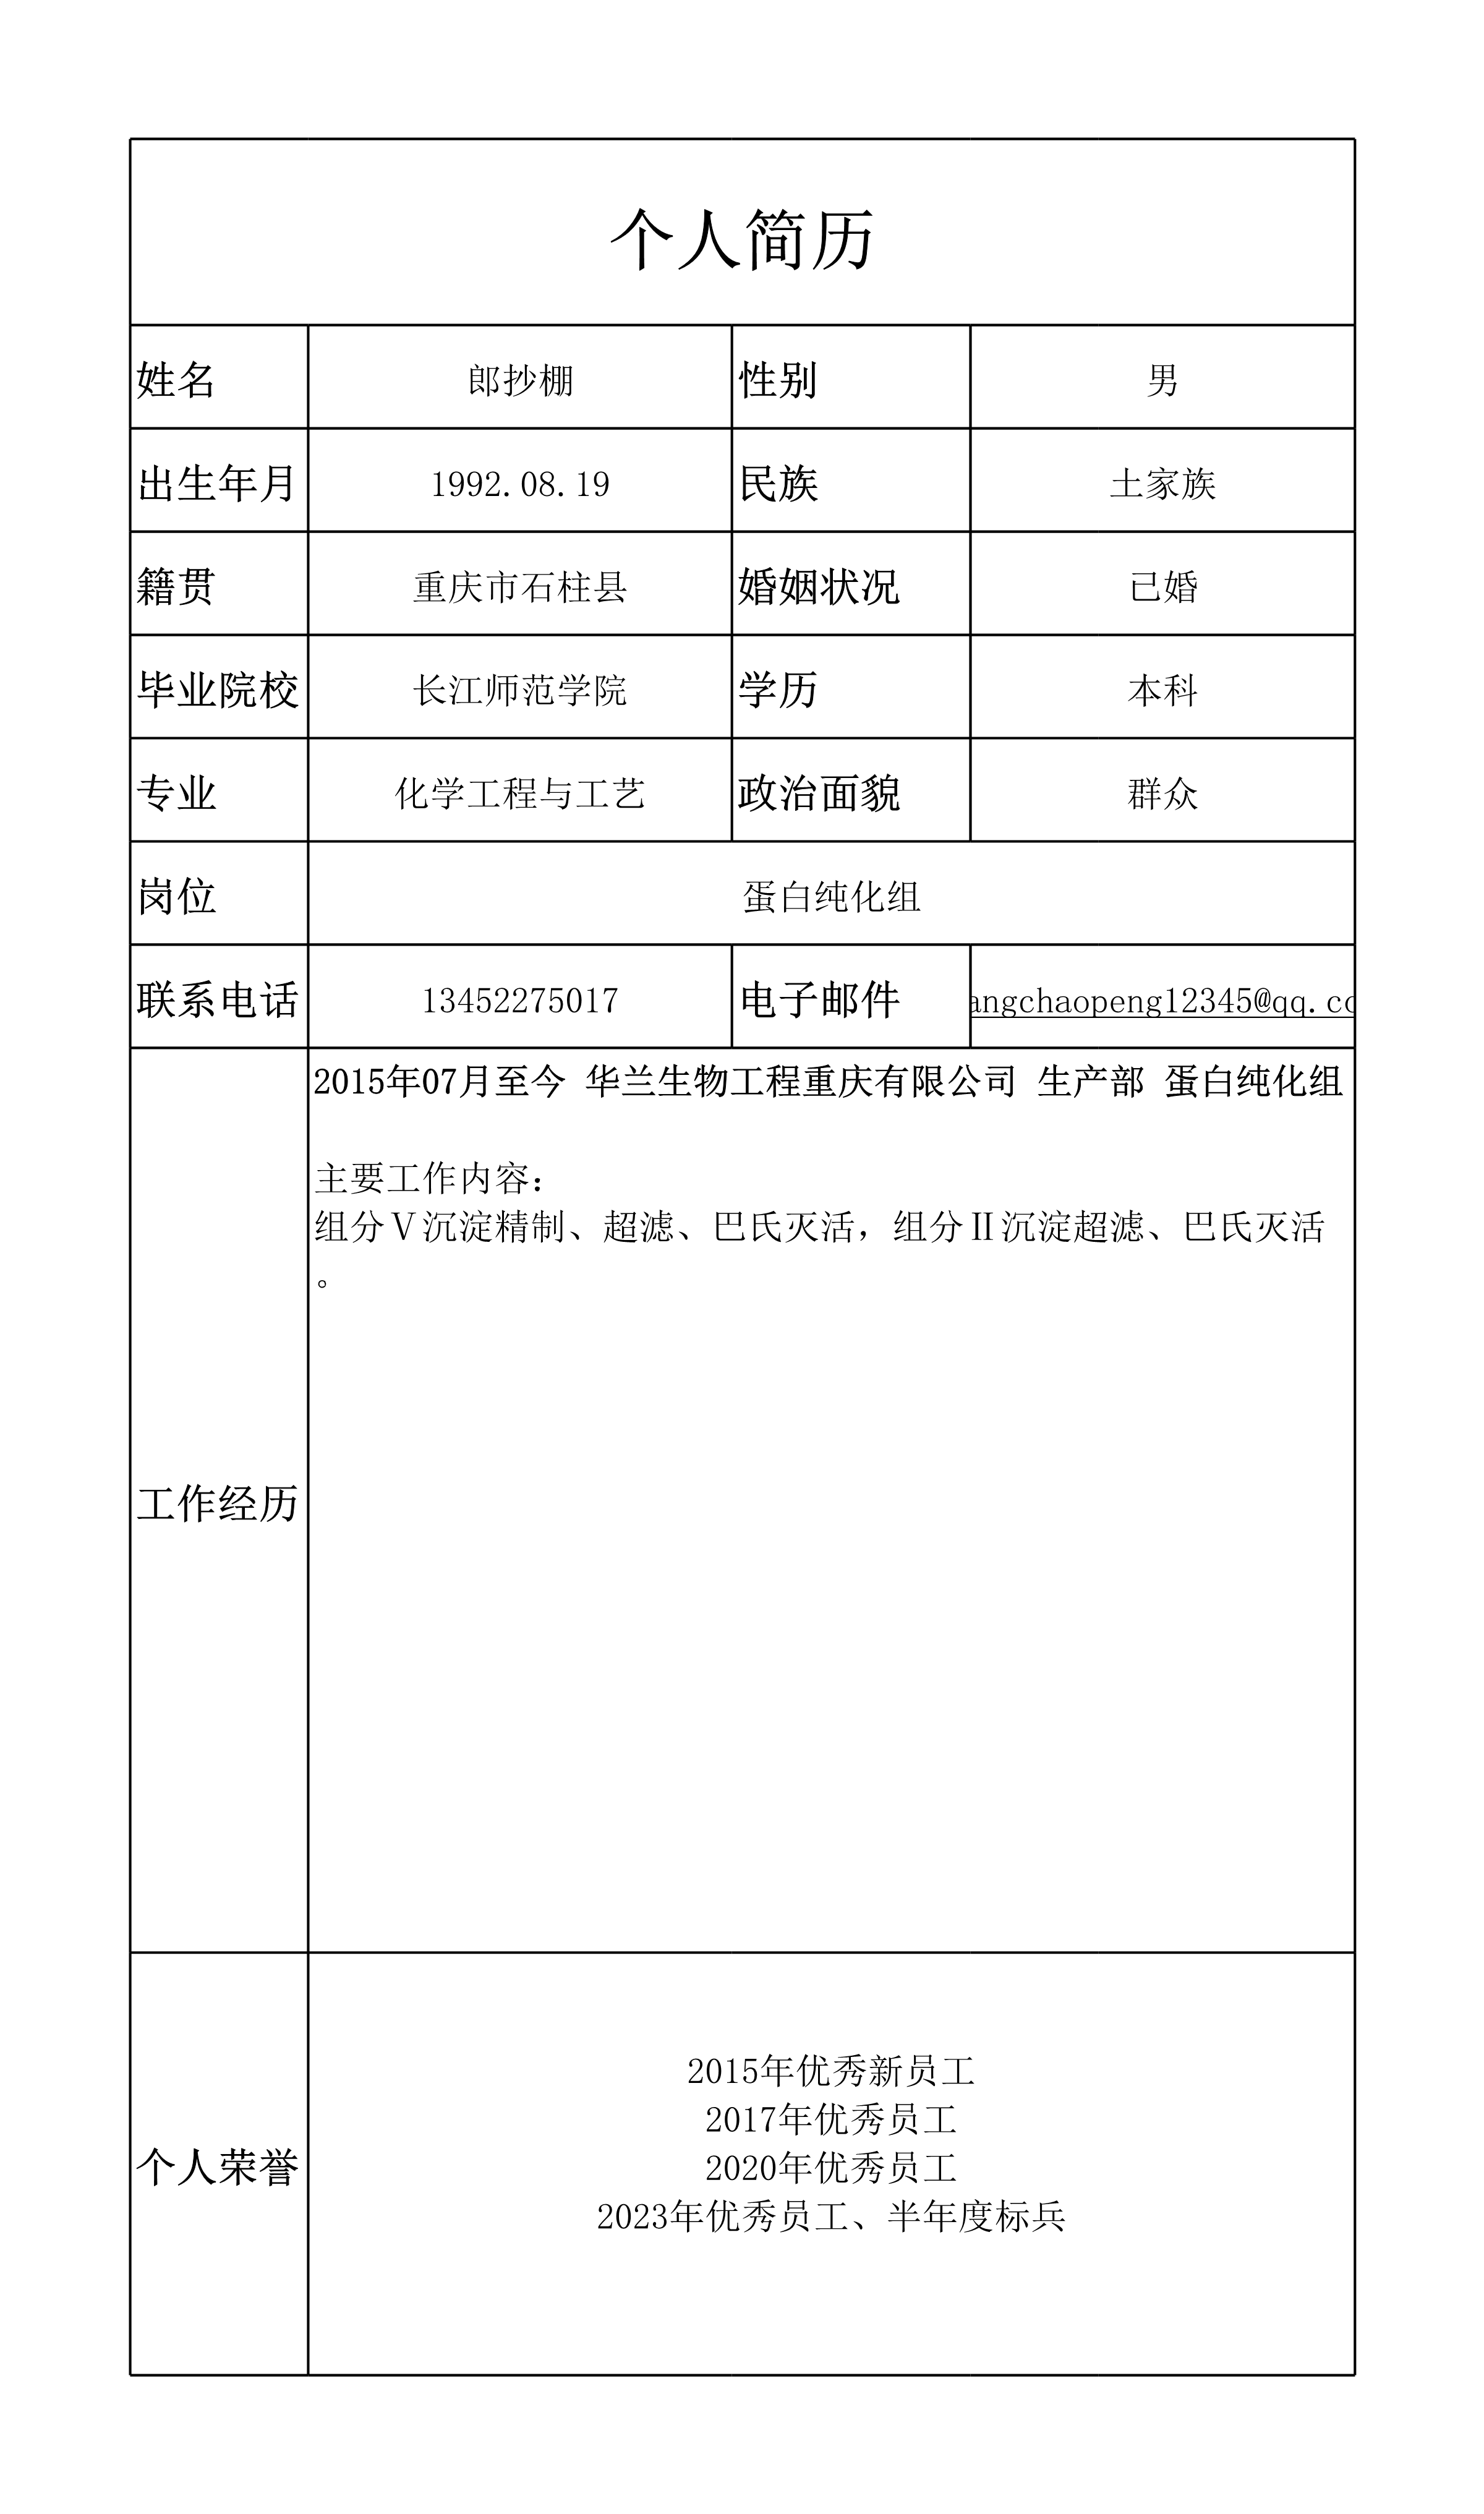 个人简历
姓名 郎抄棚 性别 男
出生年月 1992.08.19 民族 土家族
籍贯 重庆市石柱县 婚姻状况 已婚
毕业院校 长江师范学院 学历 本科
专业 化学工程与工艺 政治面貌 群众
岗位 蛋白纯化组
联系电话 13452275017 电子邮件 angchaopeng12345@qq.co
2015年07月至今 华兰生物工程重庆有限公司 生产部 蛋白纯化组
主要工作内容：
组分Ⅴ沉淀精制、超滤、巴氏灭活，组分Ⅱ沉淀超滤、巴氏灭活
。
工作经历
2015年优秀新员工
2017年优秀员工
2020年优秀员工
个人荣誉
2023年优秀员工、半年度标兵